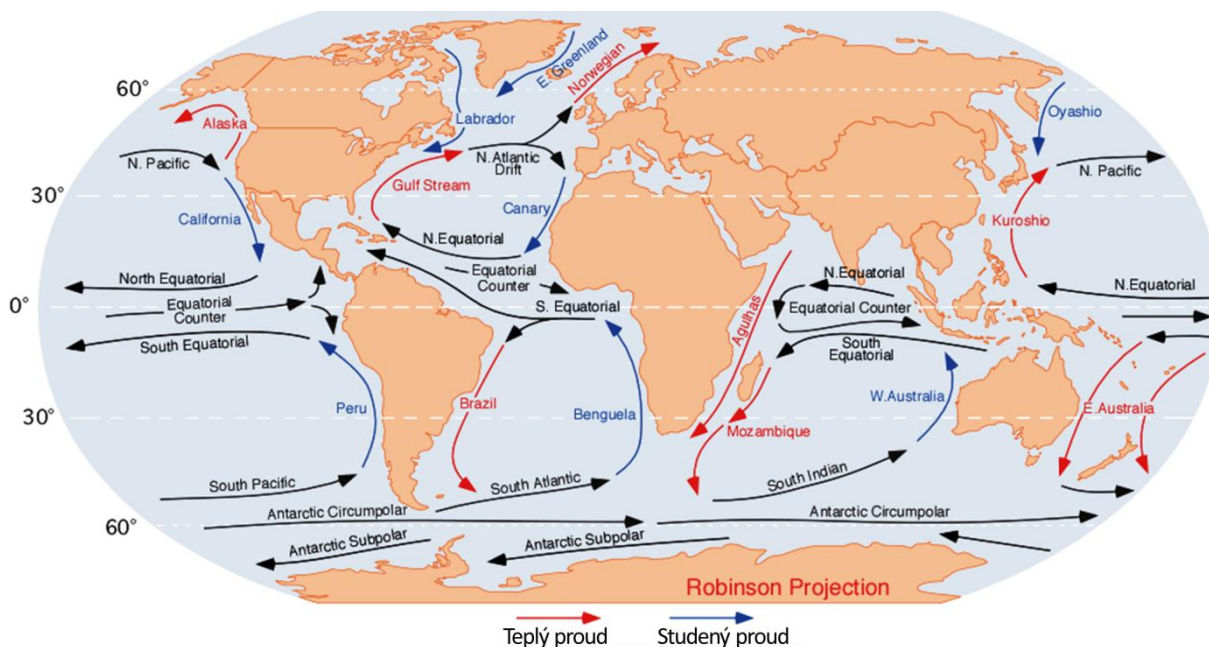 60°
E. Greenland
Norwegian
Alaska
Labrador
Oyashio
N. Pacific
N. Atlantic
Drift
N. Pacific
30°
Gulf Stream
California
Canary
Kuroshio
N.Equatorial
North Equatorial
Equatorial
Counter
N.Equatorial
N.Equatorial
0°
Equatorial
Counter
S. Equatorial
Agulhas
Equatorial Counter
South Equatorial
South
Equatorial
Peru
Brazil
Benguela
W.Australia
E.Australia
30°
Mozambique
South Pacific
South Atlantic
South Indian
Antarctic Circumpolar
Antarctic Circumpolar
60°
Antarctic Subpolar
Antarctic Subpolar
Robinson Projection
Teplý proud
Studený proud